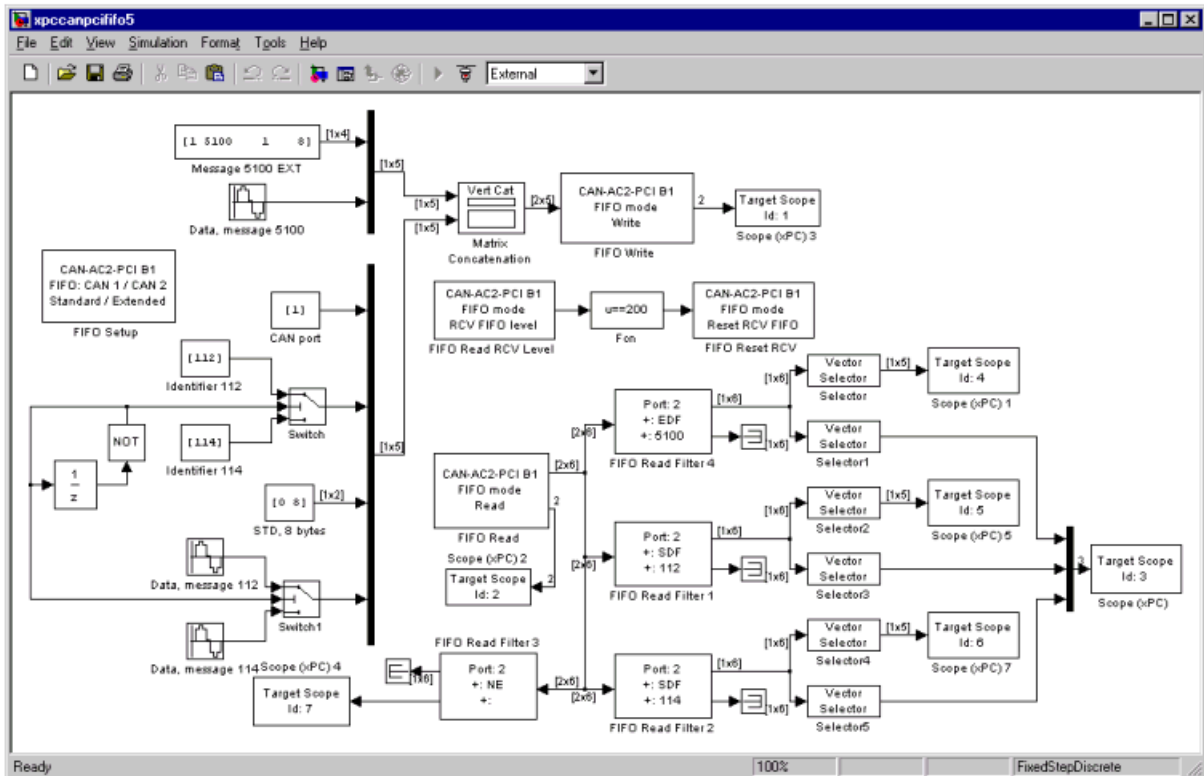 xpccanpcififo5
File Edit View Simulation Format Tools Help
External
[1 5100 1 8]
[1x4]
Message 5100 EXT
[1x5]
Data, message 5100
[1x5]
[1x5]
Vert Cat
Matrix
Concatenation
[2x5]
CAN-AC2-PCI B1
FIFO mode
Write
FIFO Write
2
Target Scope
Id: 1
Scope (xPC) 3
CAN-AC2-PCI B1
FIFO: CAN 1 / CAN 2
Standard / Extended
FIFO Setup
[1]
CAN port
CAN-AC2-PCI B1
FIFO mode
RCV FIFO level
FIFO Read RCV Level
u==200
Fcn
CAN-AC2-PCI B1
FIFO mode
Reset RCV FIFO
FIFO Reset RCV
[112]
Identifier 112
Switch
[114]
Identifier 114
NOT
1
z
[1x5]
[0 8]
[1x2]
STD, 8 bytes
Data, message 112
Switch1
Data, message 114
CAN-AC2-PCI B1
FIFO mode
Read
FIFO Read
[2x6]
2
Scope (xPC) 2
Target Scope
Id: 2
2
[2x6]
Port: 2
+: EDF
+: 5100
FIFO Read Filter 4
[1x6]
[1x6]
[1x6]
Vector
Selector
Selector
[1x5]
Target Scope
Id: 4
Scope (xPC) 1
Vector
Selector
Selector1
[2x6]
Port: 2
+: SDF
+: 112
FIFO Read Filter 1
[1x6]
[1x6]
[1x6]
Vector
Selector
Selector2
[1x5]
Target Scope
Id: 5
Scope (xPC) 5
Vector
Selector
Selector3
3
Target Scope
Id: 3
Scope (xPC)
Scope (xPC) 4
Target Scope
Id: 7
FIFO Read Filter 3
[1x6]
Port: 2
+: NE
+:
[2x6]
[2x6]
Port: 2
+: SDF
+: 114
FIFO Read Filter 2
[1x6]
[1x6]
[1x6]
Vector
Selector
Selector4
[1x5]
Target Scope
Id: 6
Scope (xPC) 7
Vector
Selector
Selector5
Ready
100%
FixedStepDiscrete